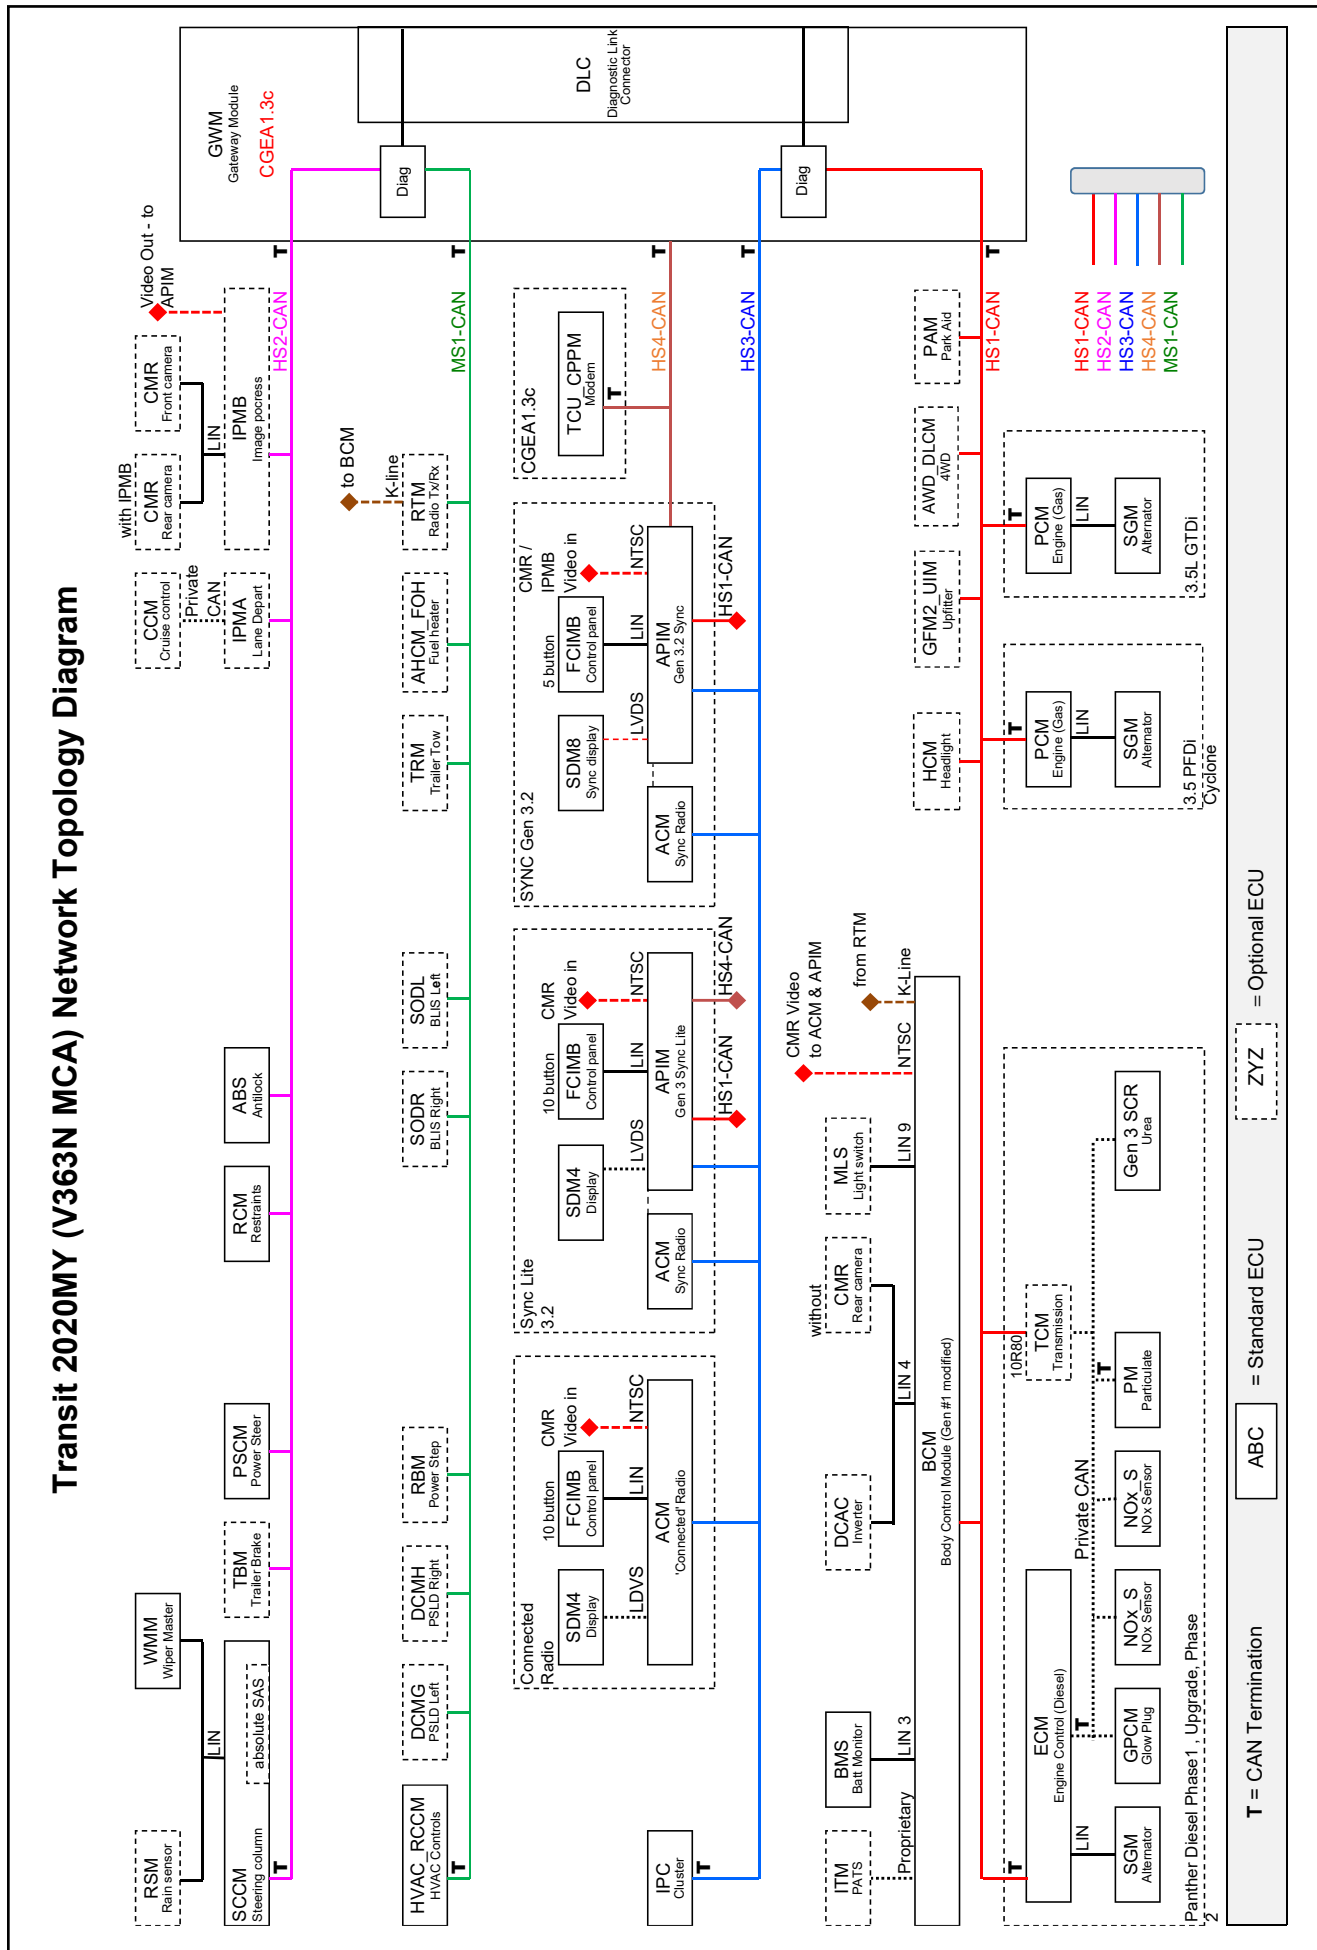 Transit 2020MY (V363N MCA) Network Topology Diagram
RSM
Rain sensor
WMM
Wiper Master
LIN
SCCM
Steering column
absolute SAS
T
TBM
Trailer Brake
PSCM
Power Steer
RCM
Restraints
ABS
Antilock
CCM
Cruise control
Private
CAN
IPMA
Lane Depart
with IPMB
CMR
Rear camera
CMR
Front camera
LIN
IPMB
Image pocress
Video Out - to
APIM
HS2-CAN
T
GWM
Gateway Module
CGEA1.3c
Diag
DLC
Diagnostic Link
Connector
Diag
HVAC_RCCM
HVAC Controls
T
DCMG
PSLD Left
DCMH
PSLD Right
RBM
Power Step
SODR
BLIS Right
SODL
BLIS Left
TRM
Trailer Tow
AHCM_FOH
Fuel heater
to BCM
K-line
RTM
Radio Tx/Rx
MS1-CAN
T
IPC
Cluster
T
Connected
Radio
SDM4
Display
10 button
FCIMB
Control panel
CMR
Video in
LDVS
LIN
NTSC
ACM
'Connected' Radio
Sync Lite
3.2
SDM4
Display
10 button
FCIMB
Control panel
CMR
Video in
LVDS
LIN
NTSC
ACM
Sync Radio
APIM
Gen 3 Sync Lite
HS1-CAN
HS4-CAN
SYNC Gen 3.2
SDM8
Sync display
5 button
FCIMB
Control panel
CMR /
IPMB
Video in
LVDS
LIN
NTSC
ACM
Sync Radio
APIM
Gen 3.2 Sync
HS1-CAN
CGEA1.3c
TCU_CPPM
Modem
T
HS4-CAN
T
HS3-CAN
T
ITM
PATS
Proprietary
BMS
Batt Monitor
LIN 3
DCAC
Inverter
LIN 4
without
CMR
Rear camera
MLS
Light switch
LIN 9
CMR Video
to ACM & APIM
NTSC
from RTM
K-Line
BCM
Body Control Module (Gen #1 modified)
HCM
Headlight
GFM2_UIM
Upfitter
AWD_DLCM
4WD
PAM
Park Aid
HS1-CAN
T
T
ECM
Engine Control (Diesel)
T
LIN
SGM
Alternator
GPCM
Glow Plug
NOx_S
NOx Sensor
NOx_S
NOx Sensor
Private CAN
T
PM
Particulate
10R80
TCM
Transmission
Gen 3 SCR
Urea
Panther Diesel Phase1 , Upgrade, Phase
2
T
PCM
Engine (Gas)
LIN
SGM
Alternator
3.5 PFDi
Cyclone
T
PCM
Engine (Gas)
LIN
SGM
Alternator
3.5L GTDi
HS1-CAN
HS2-CAN
HS3-CAN
HS4-CAN
MS1-CAN
T = CAN Termination
ABC
= Standard ECU
ZYZ
= Optional ECU